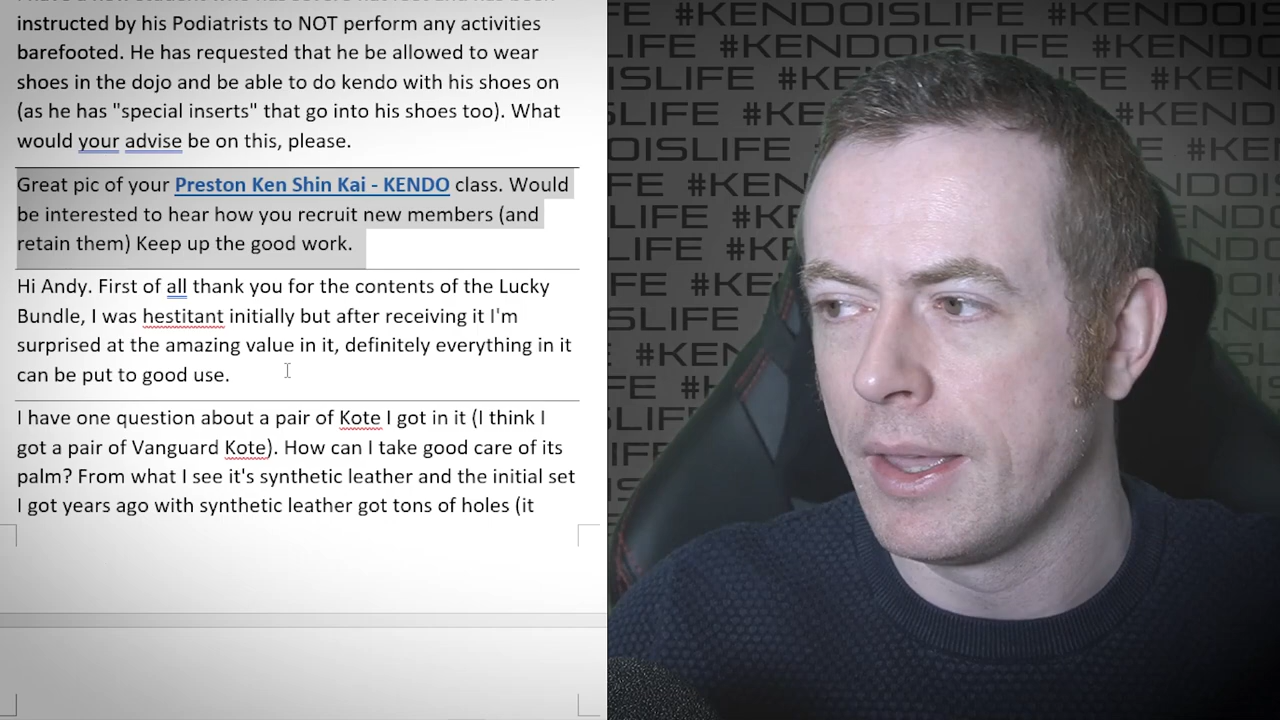 instructed by his Podiatrists to NOT perform any activities
barefooted. He has requested that he be allowed to wear
shoes in the dojo and be able to do kendo with his shoes on
(as he has "special inserts" that go into his shoes too). What
would your advise be on this, please.
Great pic of your Preston Ken Shin Kai - KENDO class. Would
be interested to hear how you recruit new members (and
retain them) Keep up the good work.
Hi Andy. First of all thank you for the contents of the Lucky
Bundle, I was hestitant initially but after receiving it I'm
surprised at the amazing value in it, definitely everything in it
can be put to good use.
I have one question about a pair of Kote I got in it (I think I
got a pair of Vanguard Kote). How can I take good care of its
palm? From what I see it's synthetic leather and the initial set
I got years ago with synthetic leather got tons of holes (it
#KENDOISLIFE #KENDOISLIFE